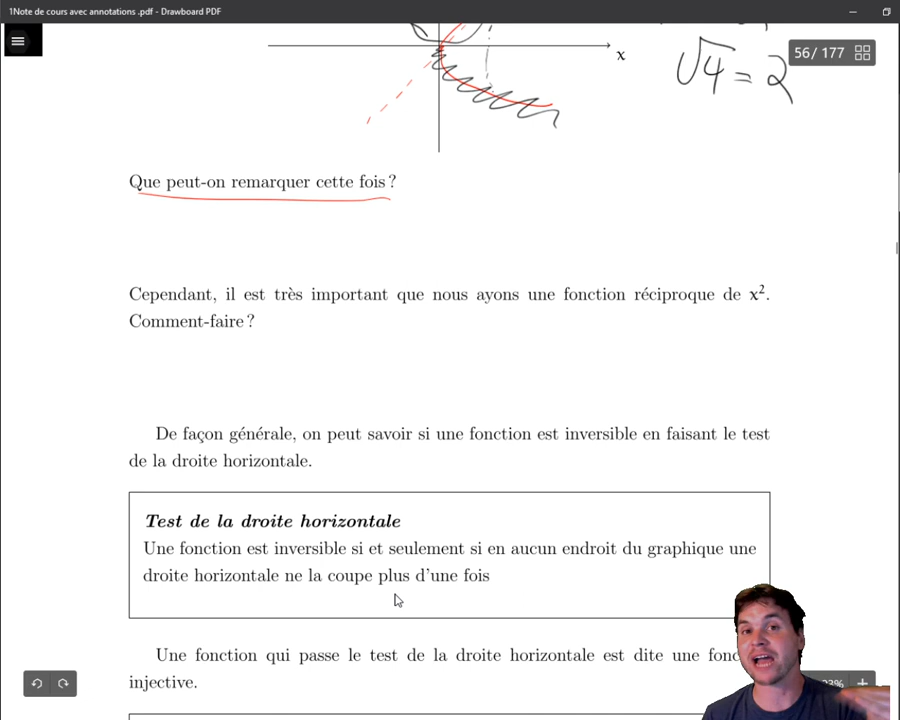 1Note de cours avec annotations .pdf - Drawboard PDF
56 / 177
x
√4 = 2
Que peut-on remarquer cette fois ?
Cependant, il est très important que nous ayons une fonction réciproque de x².
Comment-faire ?
De façon générale, on peut savoir si une fonction est inversible en faisant le test
de la droite horizontale.
Test de la droite horizontale
Une fonction est inversible si et seulement si en aucun endroit du graphique une
droite horizontale ne la coupe plus d'une fois
Une fonction qui passe le test de la droite horizontale est dite une fonc
injective.